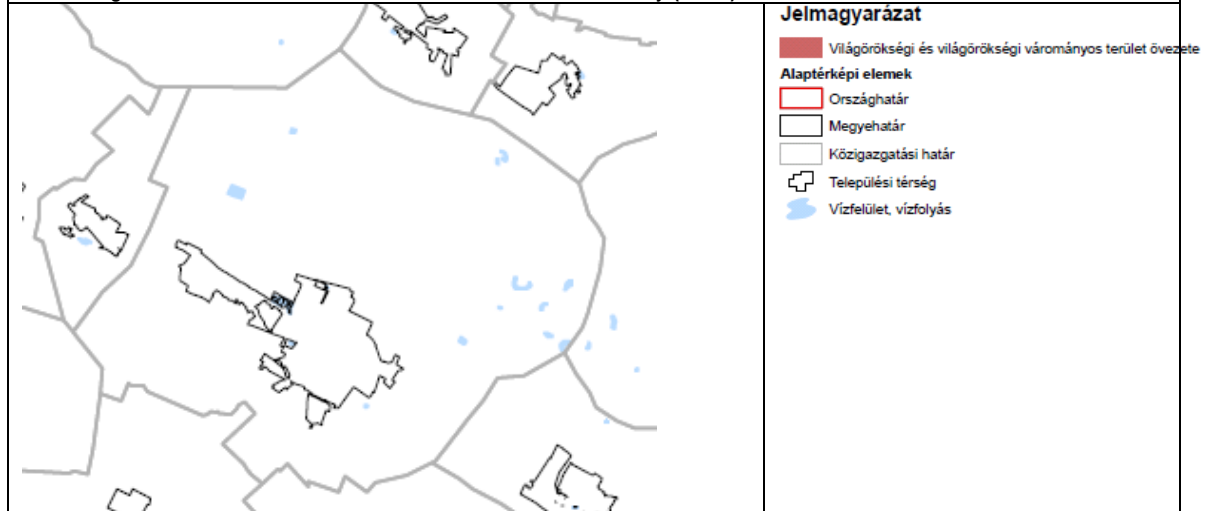 Jelmagyarázat
Világörökségi és világörökségi várományos terület övezete
Alaptérképi elemek
Országhatár
Megyehatár
Közigazgatási határ
Települési térség
Vízfelület, vízfolyás